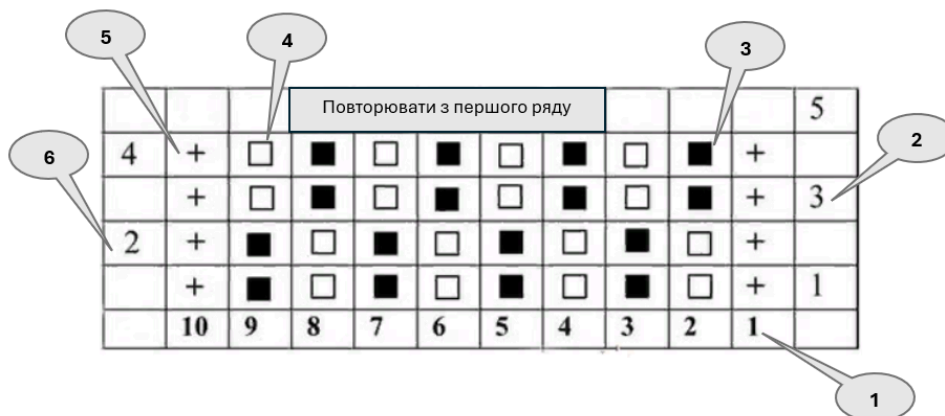 5
4
3
Повторювати з першого ряду
5
6
4 + □ ■ □ ■ □ ■ □ ■ +
2
+ □ ■ □ ■ □ ■ □ ■ + 3
2 + ■ □ ■ □ ■ □ ■ □ +
+ ■ □ ■ □ ■ □ ■ □ + 1
10 9 8 7 6 5 4 3 2 1
1